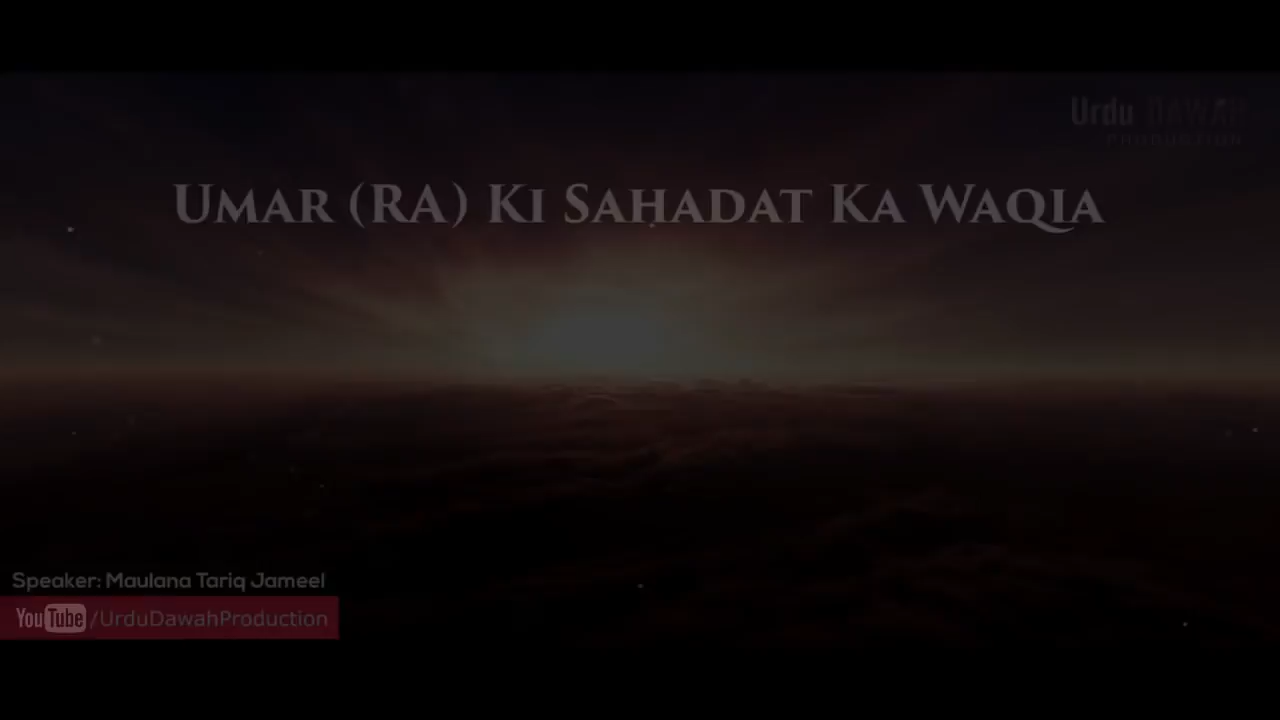 Urdu DAWAH
PRODUCTION
UMAR (RA) KI SAHADAT KA WAQIA
Speaker: Maulana Tariq Jameel
YouTube/UrduDawahProduction